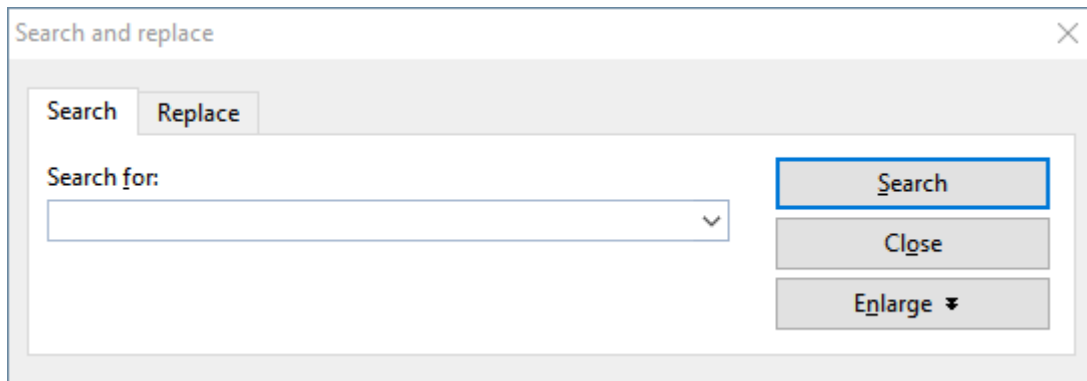 Search and replace
Search
Replace
Search for:
Search
Close
Enlarge